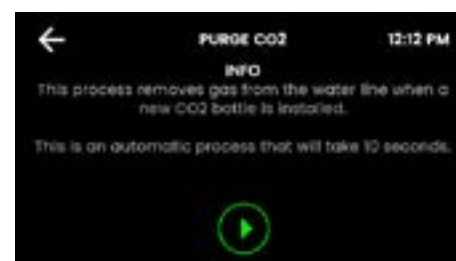 PURGE CO2 12:12 PM
INFO
This process removes gas from the water line when a
new CO2 bottle is installed.
This is an automatic process that will take 10 seconds.